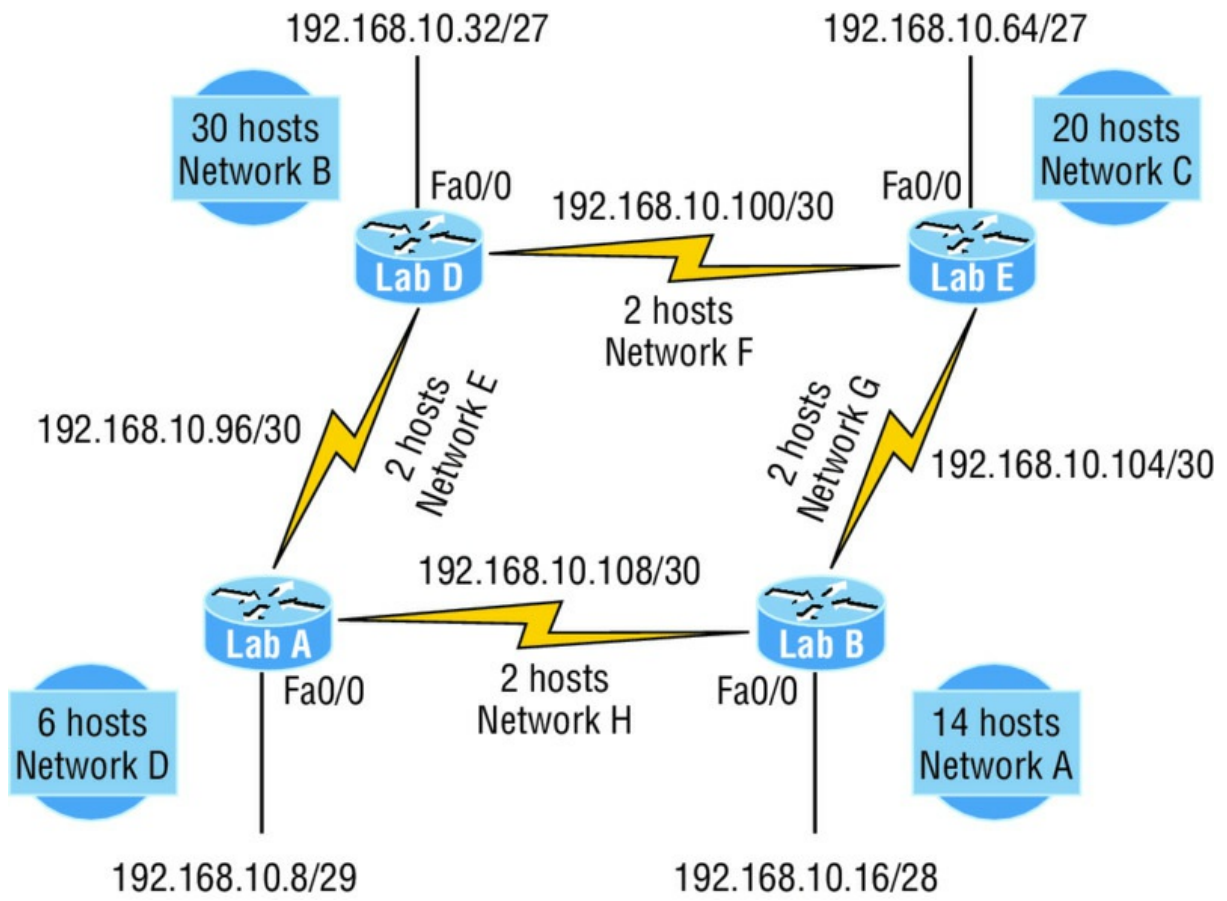 192.168.10.32/27
192.168.10.64/27
30 hosts
Network B
20 hosts
Network C
Fa0/0
192.168.10.100/30
Fa0/0
Lab D
Lab E
2 hosts
Network F
192.168.10.96/30
2 hosts
Network E
2 hosts
Network G
192.168.10.104/30
192.168.10.108/30
Lab A
Lab B
Fa0/0
2 hosts
Network H
Fa0/0
6 hosts
Network D
14 hosts
Network A
192.168.10.8/29
192.168.10.16/28